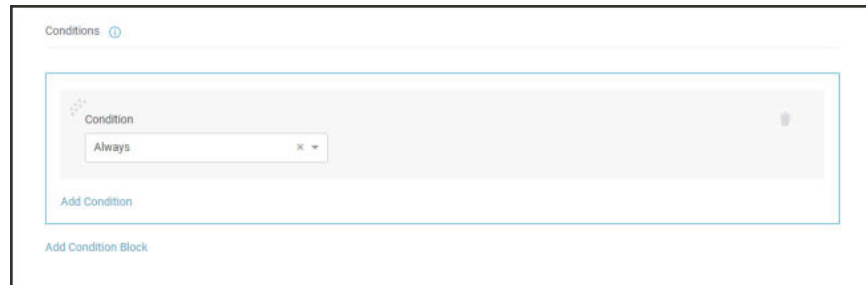 Conditions
Condition
Always
Add Condition
Add Condition Block